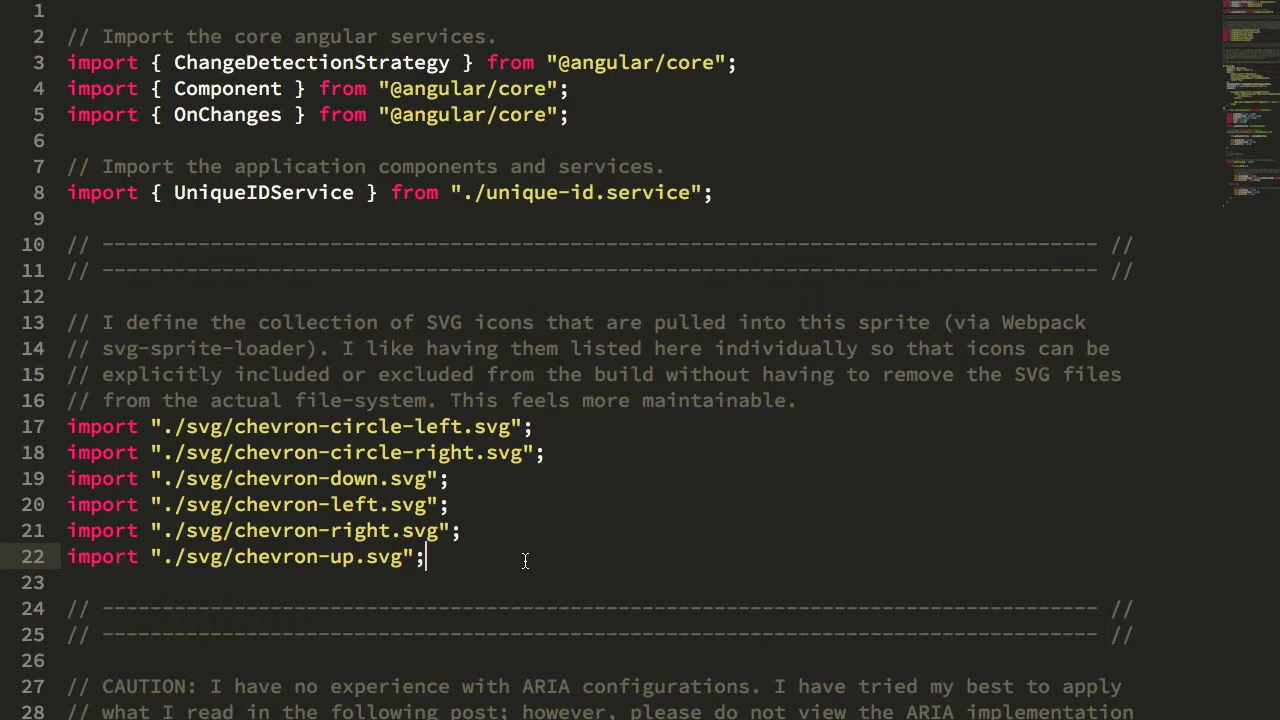 1
2 // Import the core angular services.
3 import { ChangeDetectionStrategy } from "@angular/core";
4 import { Component } from "@angular/core";
5 import { OnChanges } from "@angular/core";
6
7 // Import the application components and services.
8 import { UniqueIDService } from "./unique-id.service";
9
10 // ----------------------------------------------------------------------------------- //
11 // ----------------------------------------------------------------------------------- //
12
13 // I define the collection of SVG icons that are pulled into this sprite (via Webpack
14 // svg-sprite-loader). I like having them listed here individually so that icons can be
15 // explicitly included or excluded from the build without having to remove the SVG files
16 // from the actual file-system. This feels more maintainable.
17 import "./svg/chevron-circle-left.svg";
18 import "./svg/chevron-circle-right.svg";
19 import "./svg/chevron-down.svg";
20 import "./svg/chevron-left.svg";
21 import "./svg/chevron-right.svg";
22 import "./svg/chevron-up.svg";
23
24 // ----------------------------------------------------------------------------------- //
25 // ----------------------------------------------------------------------------------- //
26
27 // CAUTION: I have no experience with ARIA configurations. I have tried my best to apply
28 // what I read in the following post; however, please do not view the ARIA implementation